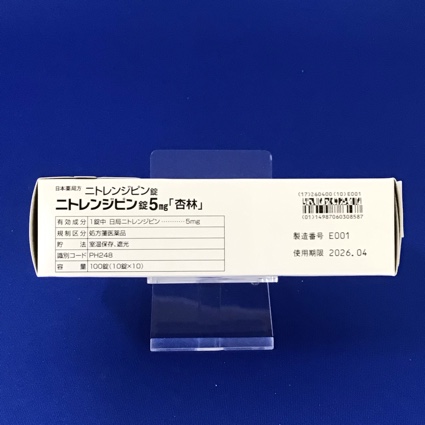 日本薬局方 ニトレンジピン錠
ニトレンジピン錠5mg「杏林」
有効成分 1錠中 日局ニトレンジピン…………5mg
規制区分 処方箋医薬品
貯法 室温保存、遮光
識別コード PH248
容量 100錠(10錠×10)
(17)260400(10)E001
(01)14987060308587
製造番号 E001
使用期限 2026.04